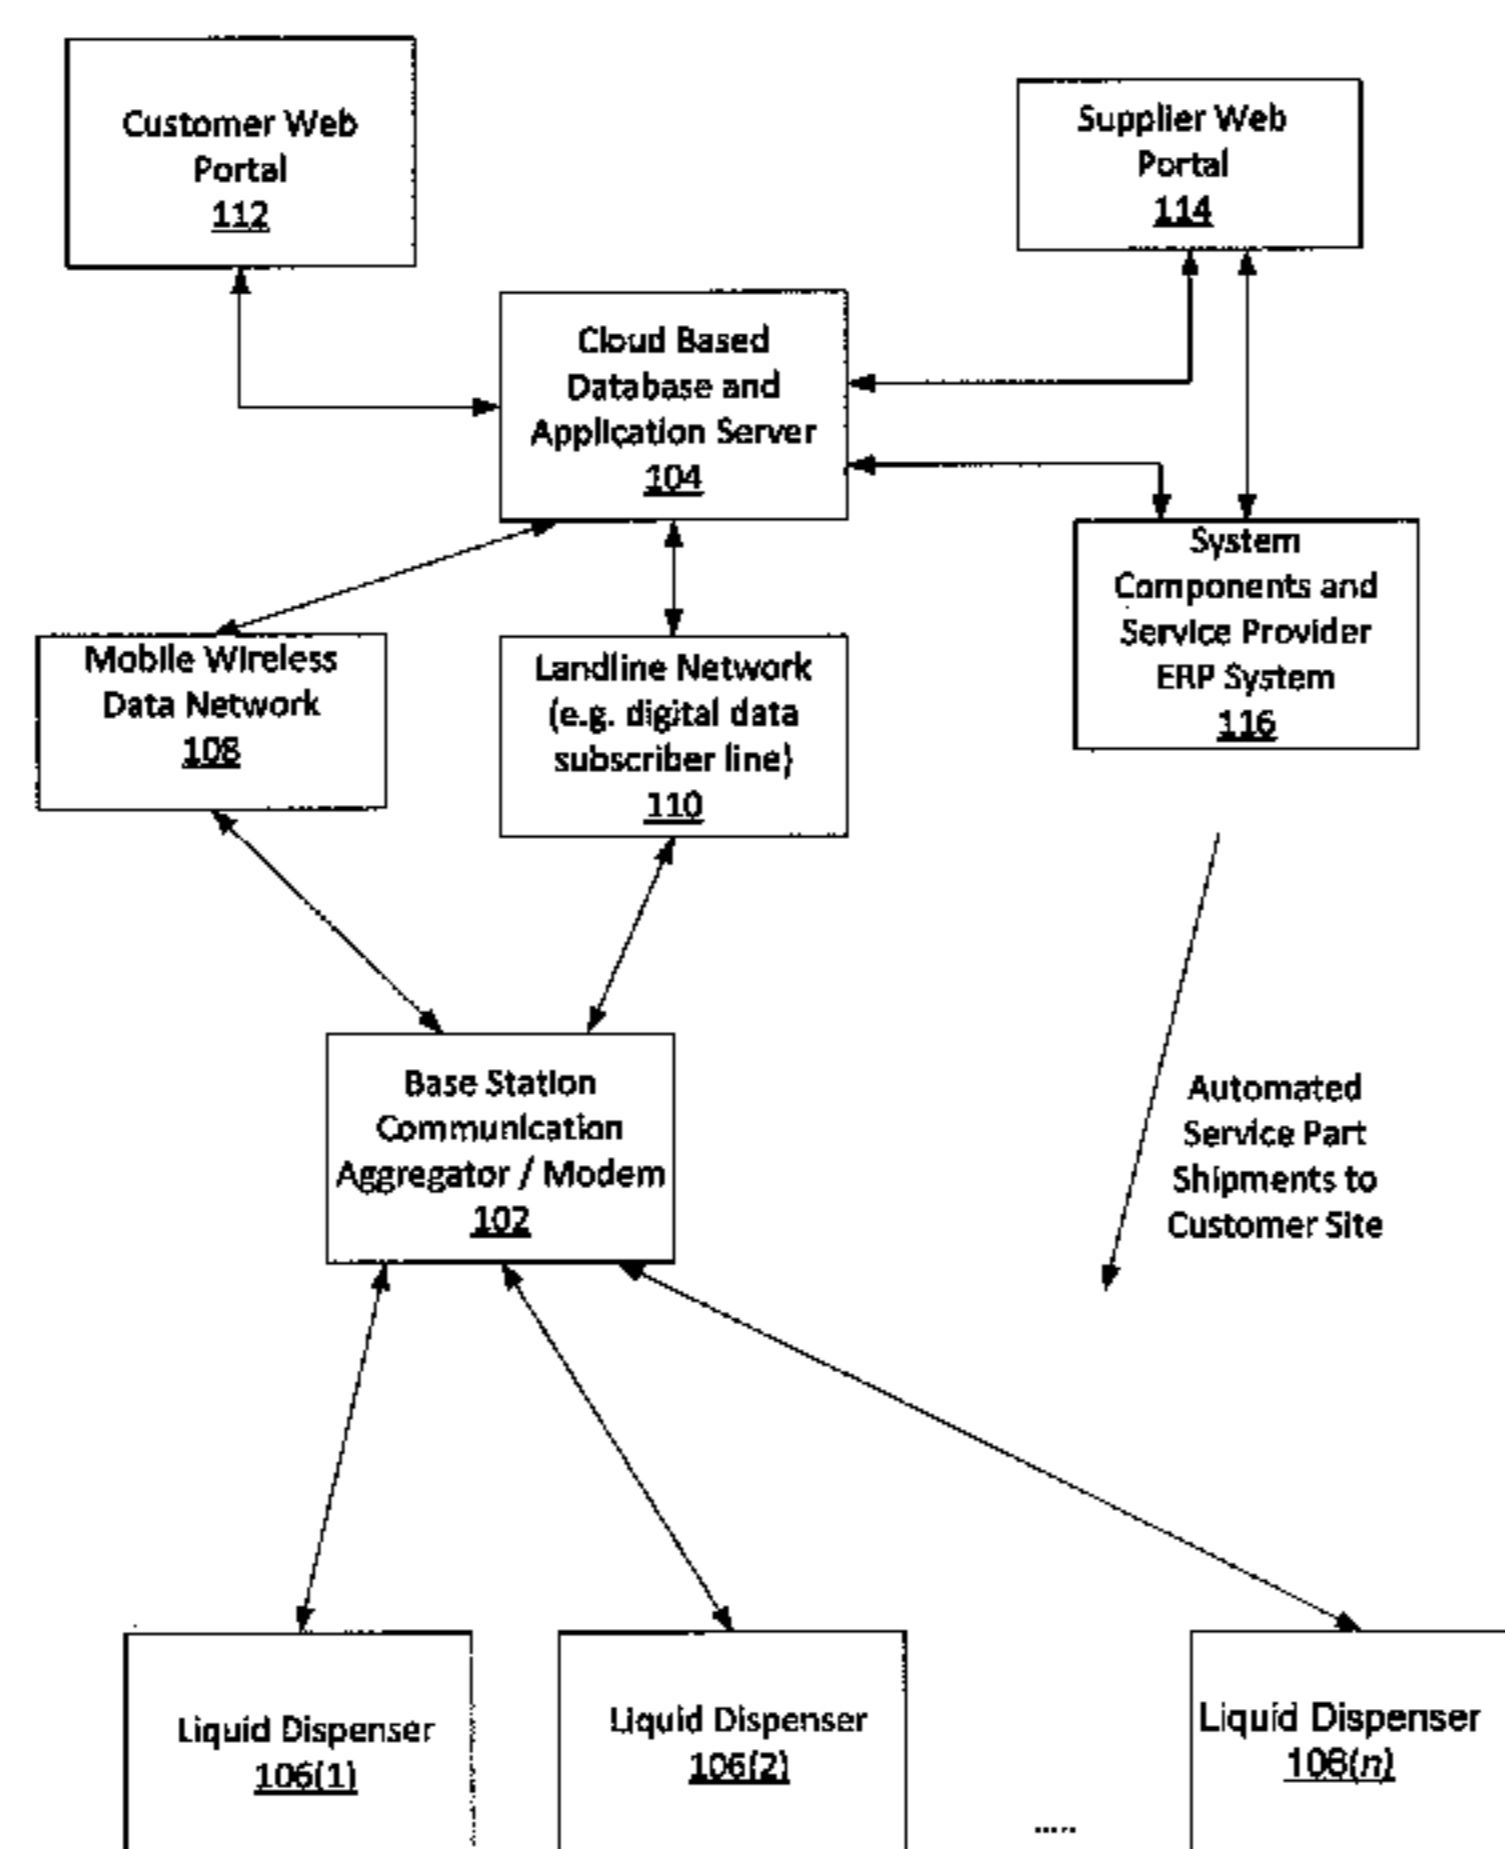 Customer Web
Portal
112
Supplier Web
Portal
114
Cloud Based
Database and
Application Server
104
System
Components and
Service Provider
ERP System
116
Mobile Wireless
Data Network
108
Landline Network
(e.g. digital data
subscriber line)
110
Base Station
Communication
Aggregator / Modem
102
Automated
Service Part
Shipments to
Customer Site
Liquid Dispenser
106(1)
Liquid Dispenser
106(2)
.....
Liquid Dispenser
108(n)